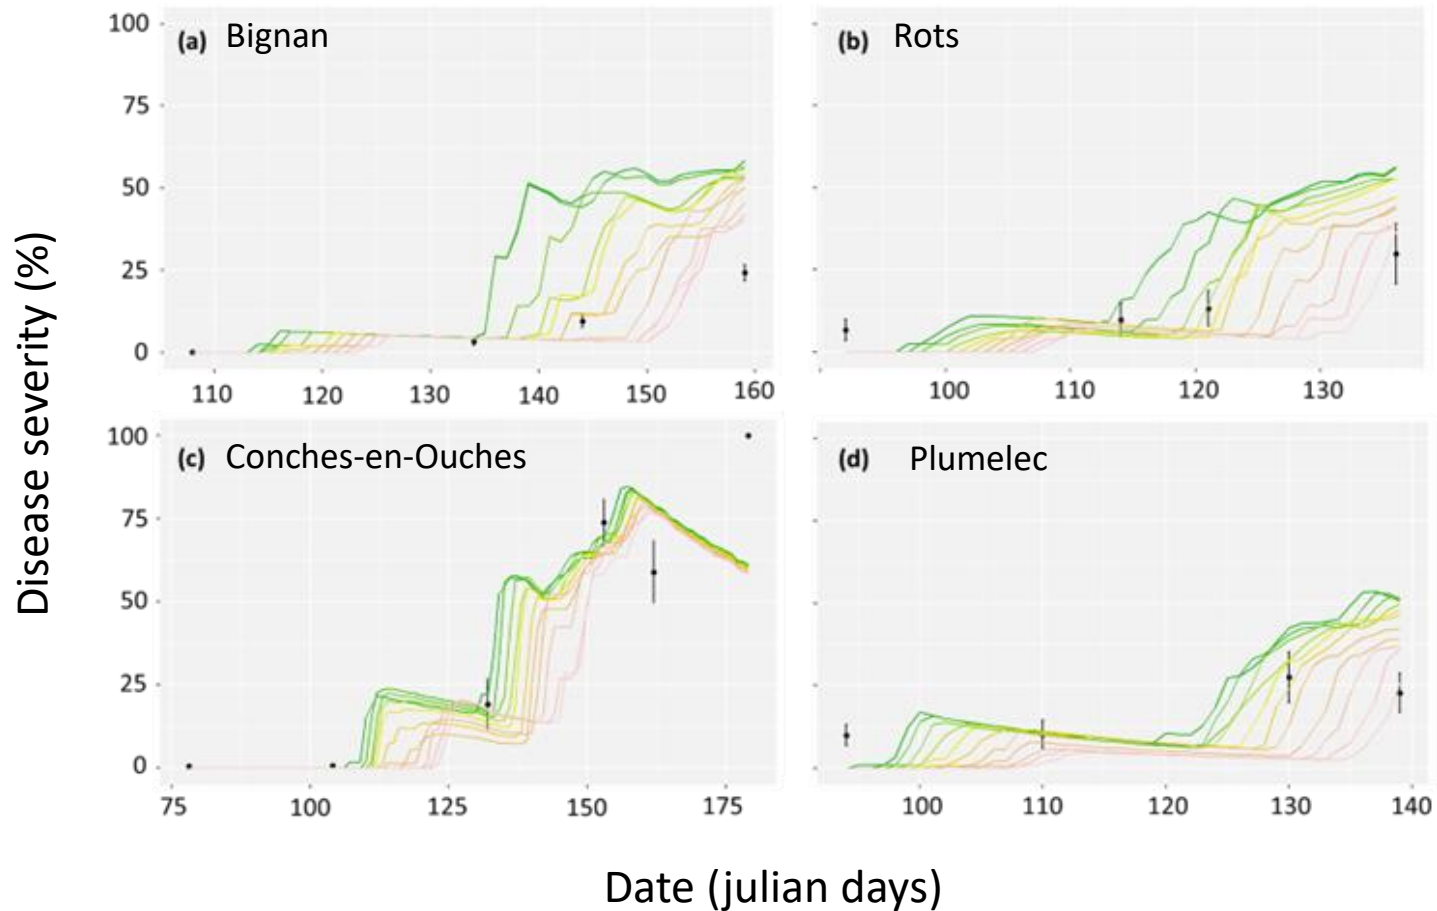 100
(a) Bignan
(b) Rots
75
50
25
0
110 120 130 140 150 160
100 110 120 130
100
(c) Conches-en-Ouches
(d) Plumelec
75
50
25
0
75 100 125 150 175
100 110 120 130 140
Disease severity (%)
Date (julian days)